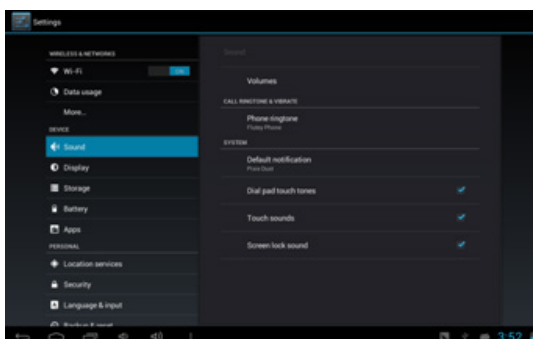 Settings
WIRELESS & NETWORKS
Wi-Fi ON
Data usage
More...
DEVICE
Sound
Display
Storage
Battery
Apps
PERSONAL
Location services
Security
Language & input
Backup & reset
Sound
Volumes
CALL RINGTONE & VIBRATE
Phone ringtone
Flutey Phone
SYSTEM
Default notification
Pixie Dust
Dial pad touch tones
Touch sounds
Screen lock sound
3:52